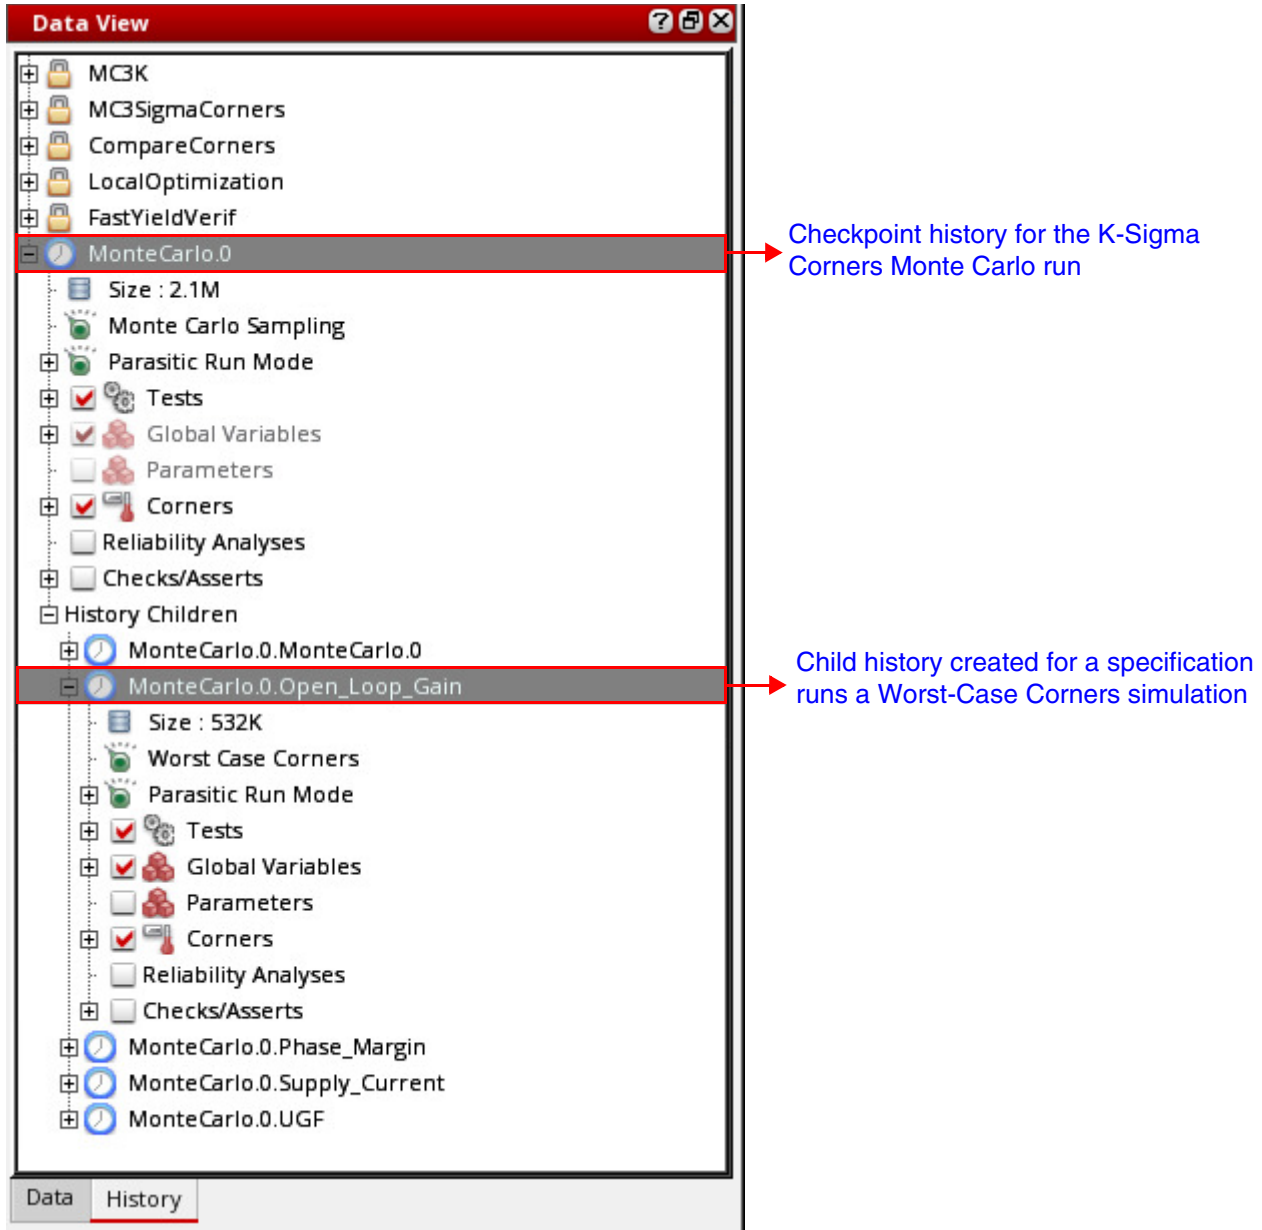 Data View
MC3K
MC3SigmaCorners
CompareCorners
LocalOptimization
FastYieldVerif
MonteCarlo.0
Checkpoint history for the K-Sigma
Corners Monte Carlo run
Size : 2.1M
Monte Carlo Sampling
Parasitic Run Mode
Tests
Global Variables
Parameters
Corners
Reliability Analyses
Checks/Asserts
History Children
MonteCarlo.0.MonteCarlo.0
MonteCarlo.0.Open_Loop_Gain
Child history created for a specification
runs a Worst-Case Corners simulation
Size : 532K
Worst Case Corners
Parasitic Run Mode
Tests
Global Variables
Parameters
Corners
Reliability Analyses
Checks/Asserts
MonteCarlo.0.Phase_Margin
MonteCarlo.0.Supply_Current
MonteCarlo.0.UGF
Data History